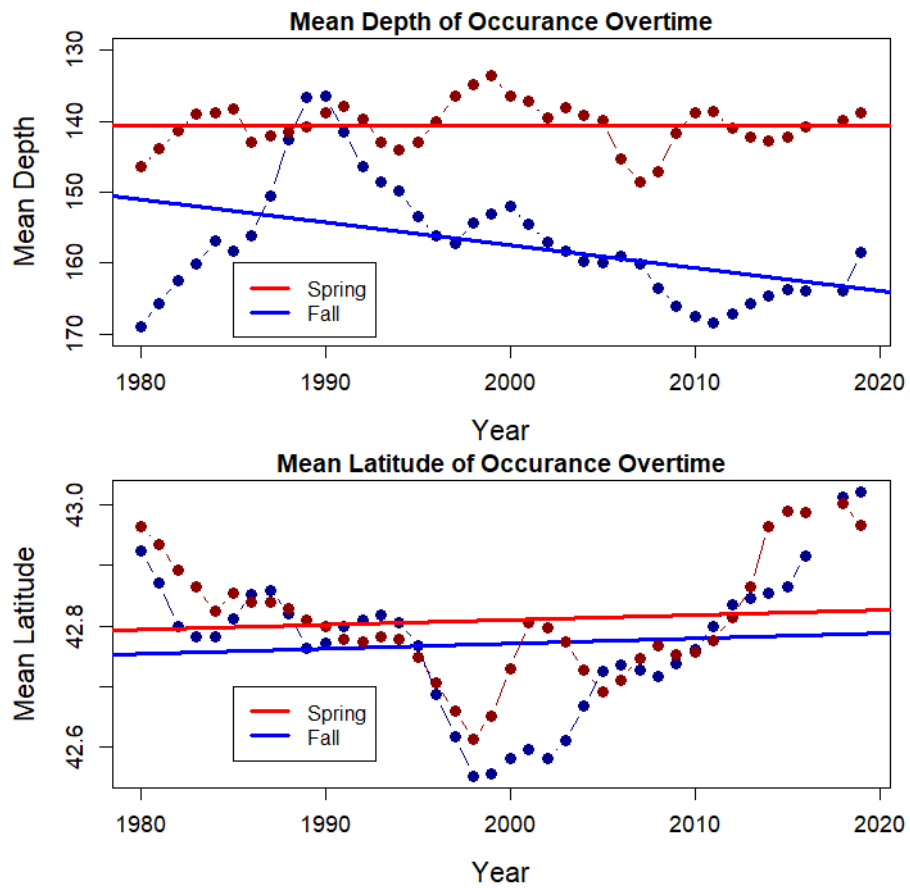 Mean Depth of Occurance Overtime
Mean Depth
130
140
150
160
170
Spring
Fall
1980
1990
2000
2010
2020
Year
Mean Latitude of Occurance Overtime
Mean Latitude
43.0
42.8
42.6
Spring
Fall
1980
1990
2000
2010
2020
Year